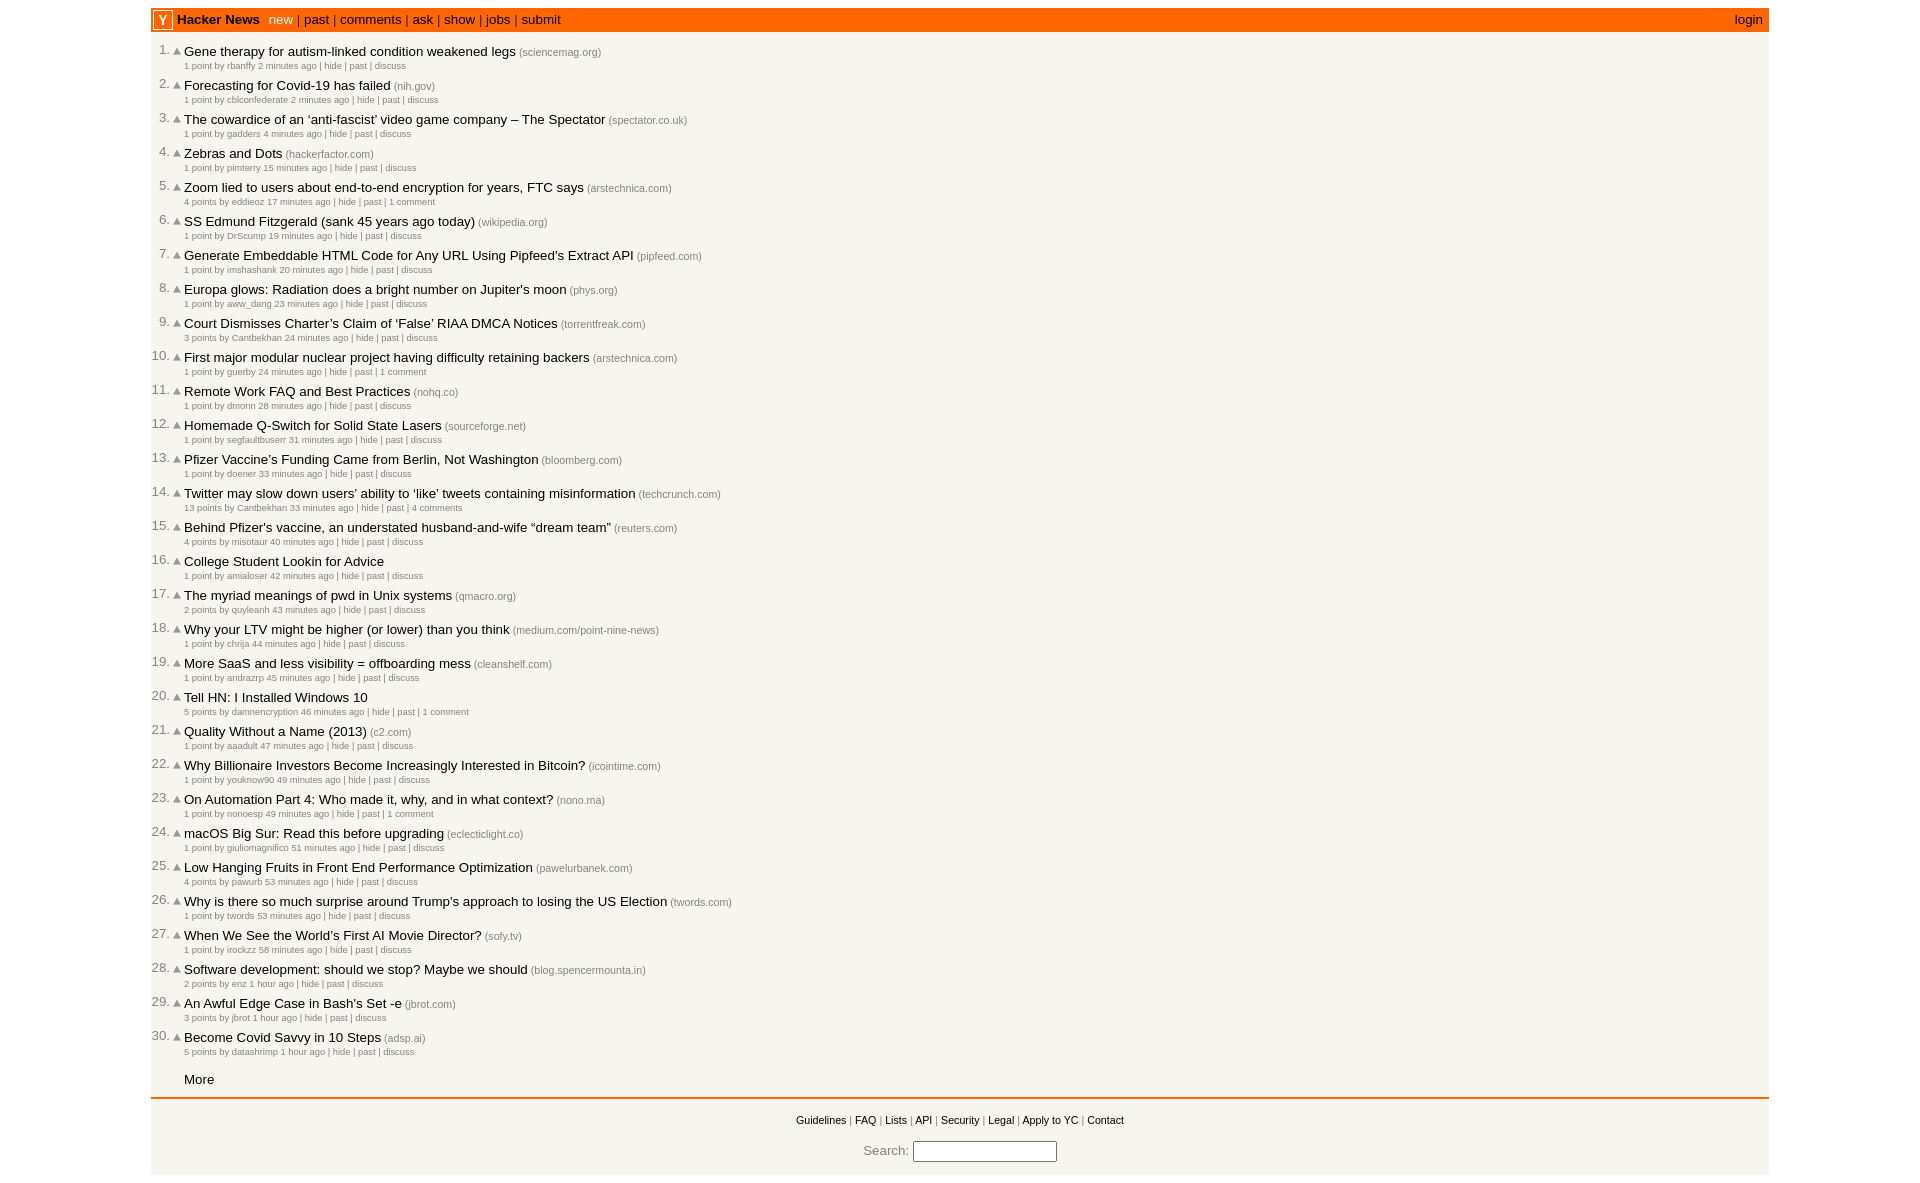 Y Hacker News new | past | comments | ask | show | jobs | submit login
1. Gene therapy for autism-linked condition weakened legs (sciencemag.org)
1 point by rbanffy 2 minutes ago | hide | past | discuss
2. Forecasting for Covid-19 has failed (nih.gov)
1 point by cblconfederate 2 minutes ago | hide | past | discuss
3. The cowardice of an ‘anti-fascist’ video game company – The Spectator (spectator.co.uk)
1 point by gadders 4 minutes ago | hide | past | discuss
4. Zebras and Dots (hackerfactor.com)
1 point by pimterry 15 minutes ago | hide | past | discuss
5. Zoom lied to users about end-to-end encryption for years, FTC says (arstechnica.com)
4 points by eddieoz 17 minutes ago | hide | past | 1 comment
6. SS Edmund Fitzgerald (sank 45 years ago today) (wikipedia.org)
1 point by DrScump 19 minutes ago | hide | past | discuss
7. Generate Embeddable HTML Code for Any URL Using Pipfeed's Extract API (pipfeed.com)
1 point by imshashank 20 minutes ago | hide | past | discuss
8. Europa glows: Radiation does a bright number on Jupiter's moon (phys.org)
1 point by aww_dang 23 minutes ago | hide | past | discuss
9. Court Dismisses Charter’s Claim of ‘False’ RIAA DMCA Notices (torrentfreak.com)
3 points by Cantbekhan 24 minutes ago | hide | past | discuss
10. First major modular nuclear project having difficulty retaining backers (arstechnica.com)
1 point by guerby 24 minutes ago | hide | past | 1 comment
11. Remote Work FAQ and Best Practices (nohq.co)
1 point by dmonn 28 minutes ago | hide | past | discuss
12. Homemade Q-Switch for Solid State Lasers (sourceforge.net)
1 point by segfaultbuserr 31 minutes ago | hide | past | discuss
13. Pfizer Vaccine’s Funding Came from Berlin, Not Washington (bloomberg.com)
1 point by doener 33 minutes ago | hide | past | discuss
14. Twitter may slow down users’ ability to ‘like’ tweets containing misinformation (techcrunch.com)
13 points by Cantbekhan 33 minutes ago | hide | past | 4 comments
15. Behind Pfizer's vaccine, an understated husband-and-wife “dream team” (reuters.com)
4 points by misotaur 40 minutes ago | hide | past | discuss
16. College Student Lookin for Advice
1 point by amialoser 42 minutes ago | hide | past | discuss
17. The myriad meanings of pwd in Unix systems (qmacro.org)
2 points by quyleanh 43 minutes ago | hide | past | discuss
18. Why your LTV might be higher (or lower) than you think (medium.com/point-nine-news)
1 point by chrija 44 minutes ago | hide | past | discuss
19. More SaaS and less visibility = offboarding mess (cleanshelf.com)
1 point by andrazrp 45 minutes ago | hide | past | discuss
20. Tell HN: I Installed Windows 10
5 points by damnencryption 46 minutes ago | hide | past | 1 comment
21. Quality Without a Name (2013) (c2.com)
1 point by aaadult 47 minutes ago | hide | past | discuss
22. Why Billionaire Investors Become Increasingly Interested in Bitcoin? (icointime.com)
1 point by youknow90 49 minutes ago | hide | past | discuss
23. On Automation Part 4: Who made it, why, and in what context? (nono.ma)
1 point by nonoesp 49 minutes ago | hide | past | 1 comment
24. macOS Big Sur: Read this before upgrading (eclecticlight.co)
1 point by giuliomagnifico 51 minutes ago | hide | past | discuss
25. Low Hanging Fruits in Front End Performance Optimization (pawelurbanek.com)
4 points by pawurb 53 minutes ago | hide | past | discuss
26. Why is there so much surprise around Trump's approach to losing the US Election (twords.com)
1 point by twords 53 minutes ago | hide | past | discuss
27. When We See the World’s First AI Movie Director? (sofy.tv)
1 point by irockzz 58 minutes ago | hide | past | discuss
28. Software development: should we stop? Maybe we should (blog.spencermounta.in)
2 points by enz 1 hour ago | hide | past | discuss
29. An Awful Edge Case in Bash's Set -e (jbrot.com)
3 points by jbrot 1 hour ago | hide | past | discuss
30. Become Covid Savvy in 10 Steps (adsp.ai)
5 points by datashrimp 1 hour ago | hide | past | discuss
More
Guidelines | FAQ | Lists | API | Security | Legal | Apply to YC | Contact
Search: